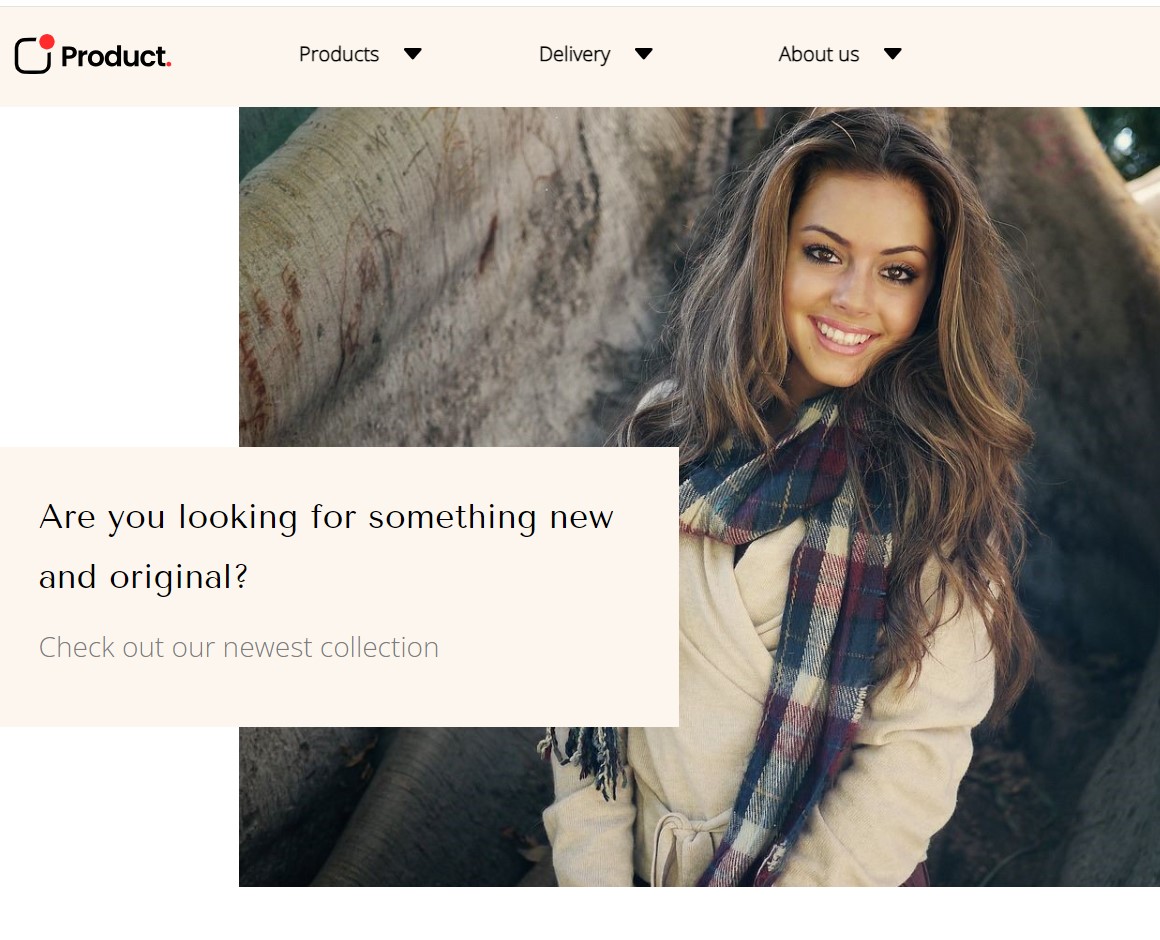 Product.
Products
Delivery
About us
Are you looking for something new
and original?
Check out our newest collection